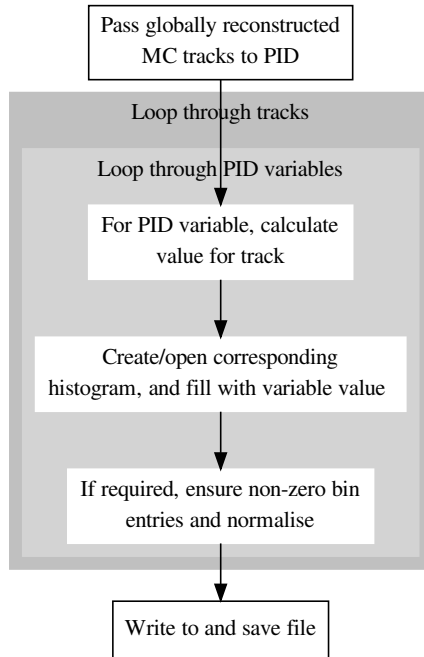 Pass globally reconstructed
MC tracks to PID
Loop through tracks
Loop through PID variables
For PID variable, calculate
value for track
Create/open corresponding
histogram, and fill with variable value
If required, ensure non-zero bin
entries and normalise
Write to and save file